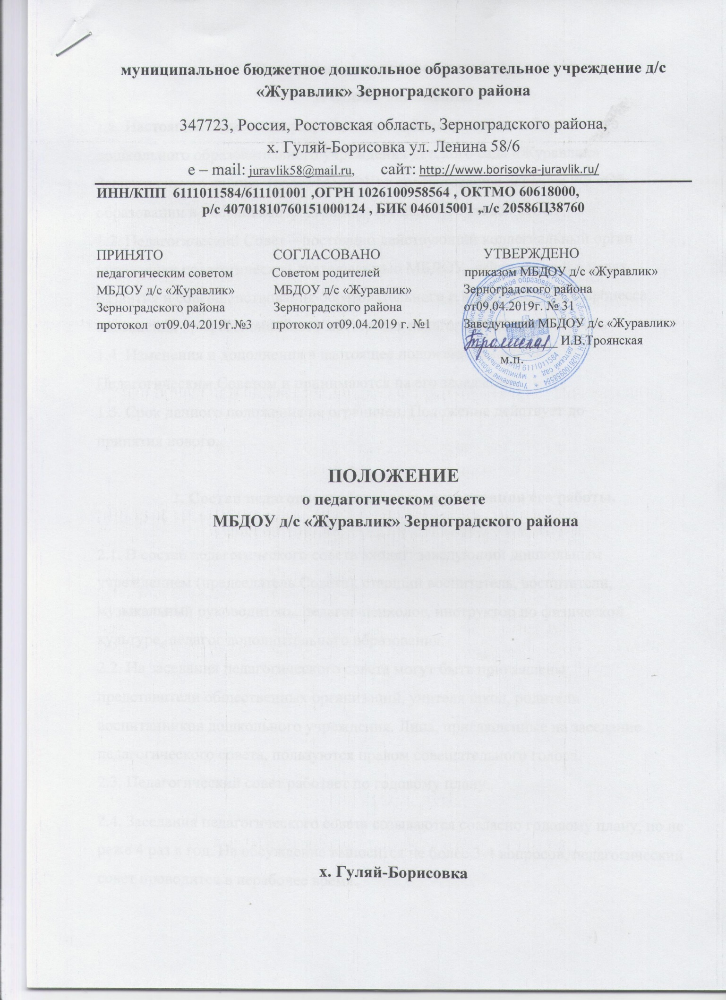 муниципальное бюджетное дошкольное образовательное учреждение д/с
«Журавлик» Зерноградского района
347723, Россия, Ростовская область, Зерноградского района,
х. Гуляй-Борисовка ул. Ленина 58/6
e – mail: juravlik58@mail.ru, сайт: http://www.borisovka-juravlik.ru/
ИНН/КПП 6111011584/611101001 ,ОГРН 1026100958564 , ОКТМО 60618000,
р/с 40701810760151000124 , БИК 046015001 ,л/с 20586Ц38760
ПРИНЯТО СОГЛАСОВАНО УТВЕРЖДЕНО
педагогическим советом Советом родителей приказом МБДОУ д/с «Журавлик»
МБДОУ д/с «Журавлик» МБДОУ д/с «Журавлик» Зерноградского района
Зерноградского района Зерноградского района от09.04.2019г. № 31
протокол от09.04.2019г.№3 протокол от09.04.2019 г. №1 Заведующий МБДОУ д/с «Журавлик»
И.В.Троянская
м.п.
ИНН 6111011584
ПОЛОЖЕНИЕ
о педагогическом совете
МБДОУ д/с «Журавлик» Зерноградского района
х. Гуляй-Борисовка